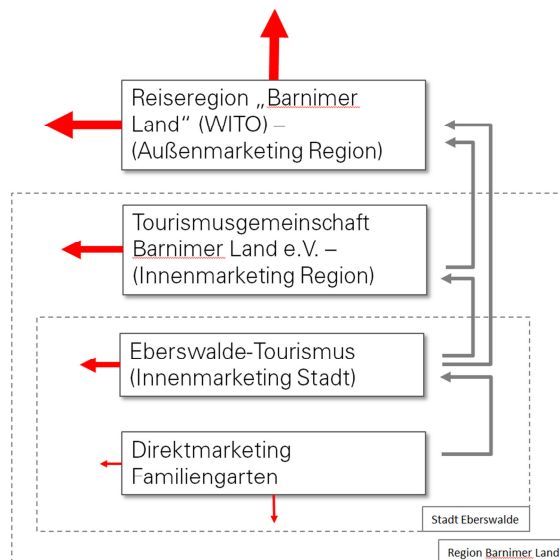 Reiseregion „Barnimer
Land“ (WITO) –
(Außenmarketing Region)
Tourismusgemeinschaft
Barnimer Land e.V. –
(Innenmarketing Region)
Eberswalde-Tourismus
(Innenmarketing Stadt)
Direktmarketing
Familiengarten
Stadt Eberswalde
Region Barnimer Land